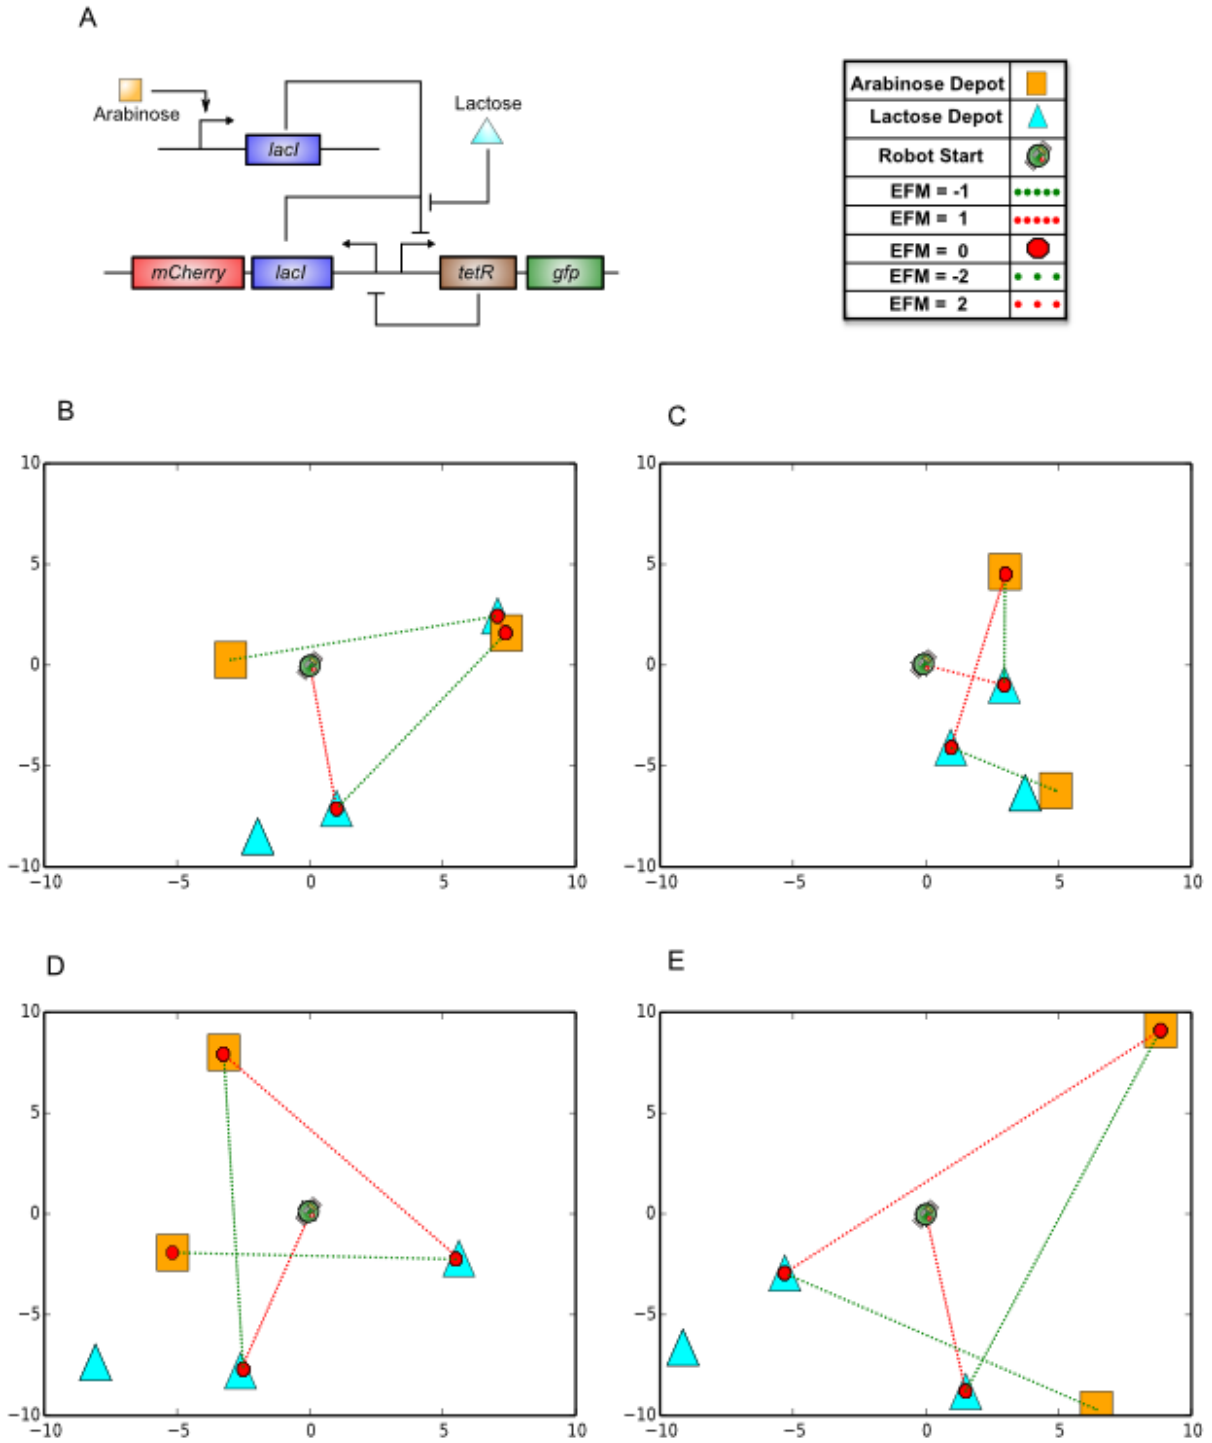 A
Arabinose
lacI
Lactose
mCherry
lacI
tetR
gfp
Arabinose Depot
Lactose Depot
Robot Start
EFM = -1
EFM = 1
EFM = 0
EFM = -2
EFM = 2
B
10
5
0
−5
−10
−10
−5
0
5
10
C
10
5
0
−5
−10
−10
−5
0
5
10
D
10
5
0
−5
−10
−10
−5
0
5
10
E
10
5
0
−5
−10
−10
−5
0
5
10